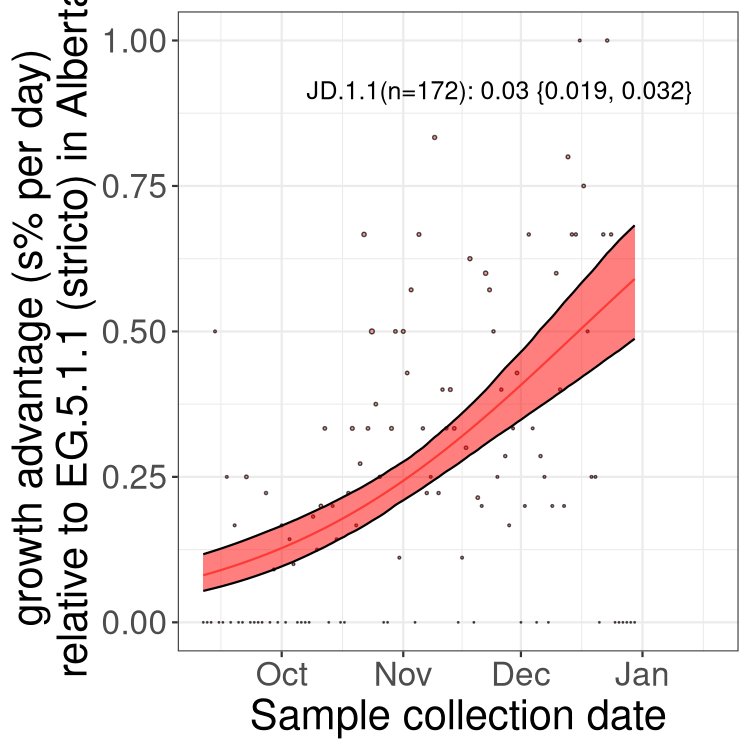 growth advantage (s% per day)
relative to EG.5.1.1 (stricto) in Alberta
1.00
0.75
0.50
0.25
0.00
JD.1.1(n=172): 0.03 {0.019, 0.032}
Oct Nov Dec Jan
Sample collection date